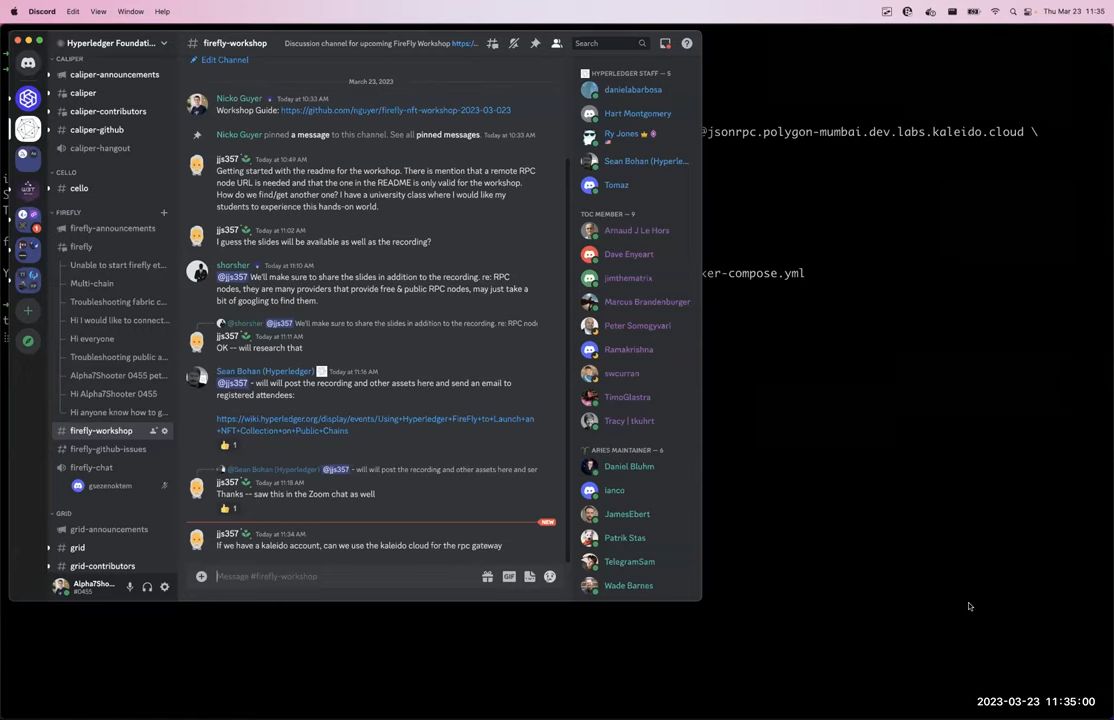 Discord Edit View Window Help
Thu Mar 23 11:35
Hyperledger Foundati...
CALIPER
caliper-announcements
caliper
caliper-contributors
caliper-github
caliper-hangout
CELLO
cello
FIREFLY
firefly-announcements
firefly
Unable to start firefly et...
Multi-chain
Troubleshooting fabric c...
Hi I would like to connect...
Hi everyone
Troubleshooting public a...
Alpha7Shooter 0455 pet...
Hi Alpha7Shooter 0455
Hi anyone know how to g...
firefly-workshop
firefly-github-issues
firefly-chat
gsezenoktem
GRID
grid-announcements
grid
grid-contributors
Alpha7Sho...
#0455
# firefly-workshop Discussion channel for upcoming FireFly Workshop https:/...
Search
Edit Channel
March 23, 2023
Nicko Guyer Today at 10:33 AM
Workshop Guide: https://github.com/nguyer/firefly-nft-workshop-2023-03-023
Nicko Guyer pinned a message to this channel. See all pinned messages. Today at 10:33 AM
jjs357 Today at 10:49 AM
Getting started with the readme for the workshop. There is mention that a remote RPC
node URL is needed and that the one in the README is only valid for the workshop.
How do we find/get another one? I have a university class where I would like my
students to experience this hands-on world.
jjs357 Today at 11:02 AM
I guess the slides will be available as well as the recording?
shorsher Today at 11:10 AM
@jjs357 We'll make sure to share the slides in addition to the recording. re: RPC
nodes, they are many providers that provide free & public RPC nodes, may just take a
bit of googling to find them.
@shorsher @jjs357 We'll make sure to share the slides in addition to the recording. re: RPC node
jjs357 Today at 11:11 AM
OK -- will research that
Sean Bohan (Hyperledger) Today at 11:16 AM
@jjs357 - will will post the recording and other assets here and send an email to
registered attendees:
https://wiki.hyperledger.org/display/events/Using+Hyperledger+FireFly+to+Launch+an
+NFT+Collection+on+Public+Chains
1
@Sean Bohan (Hyperledger) @jjs357 - will will post the recording and other assets here and ser
jjs357 Today at 11:18 AM
Thanks -- saw this in the Zoom chat as well
1
NEW
jjs357 Today at 11:34 AM
If we have a kaleido account, can we use the kaleido cloud for the rpc gateway
Message #firefly-workshop
GIF
HYPERLEDGER STAFF — 5
danielabarbosa
Hart Montgomery
Ry Jones
Sean Bohan (Hyperle...
Tomaz
TOC MEMBER — 9
Arnaud J Le Hors
Dave Enyeart
jimthematrix
Marcus Brandenburger
Peter Somogyvari
Ramakrishna
swcurran
TimoGlastra
Tracy | tkuhrt
ARIES MAINTAINER — 6
Daniel Bluhm
ianco
JamesEbert
Patrik Stas
TelegramSam
Wade Barnes
@jsonrpc.polygon-mumbai.dev.labs.kaleido.cloud \
ker-compose.yml
2023-03-23 11:35:00